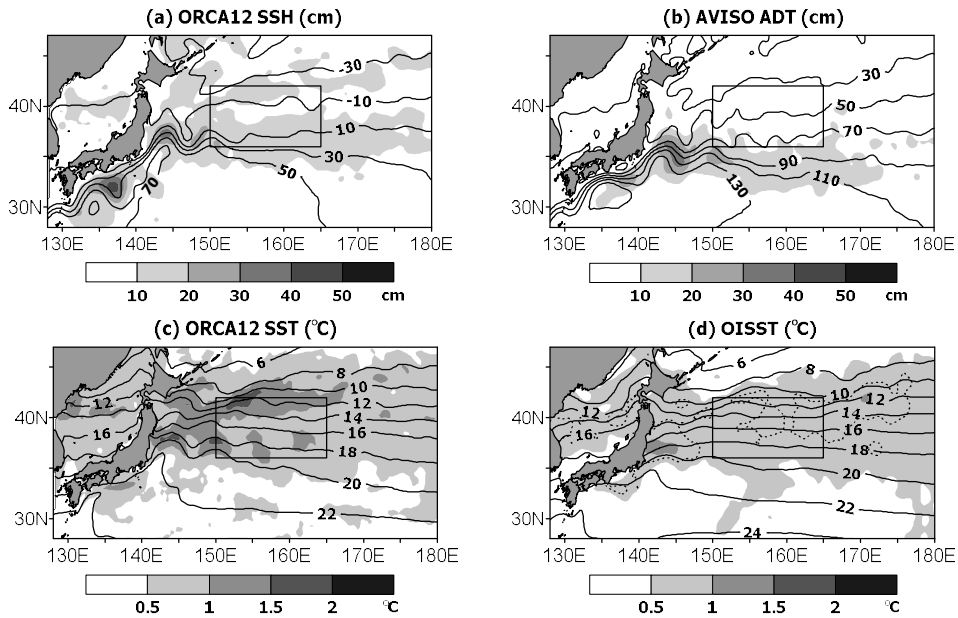 (a) ORCA12 SSH (cm)
(b) AVISO ADT (cm)
40N
30N
-30
-10
10
30
50
70
130E 140E 150E 160E 170E 180E
40N
30N
30
50
70
90
110
130
130E 140E 150E 160E 170E 180E
10 20 30 40 50 cm
10 20 30 40 50 cm
(c) ORCA12 SST (°C)
(d) OISST (°C)
40N
30N
6
8
10
12
12
14
16
16
18
20
22
130E 140E 150E 160E 170E 180E
40N
30N
6
8
10
12
12
14
16
16
18
20
22
24
130E 140E 150E 160E 170E 180E
0.5 1 1.5 2 °C
0.5 1 1.5 2 °C